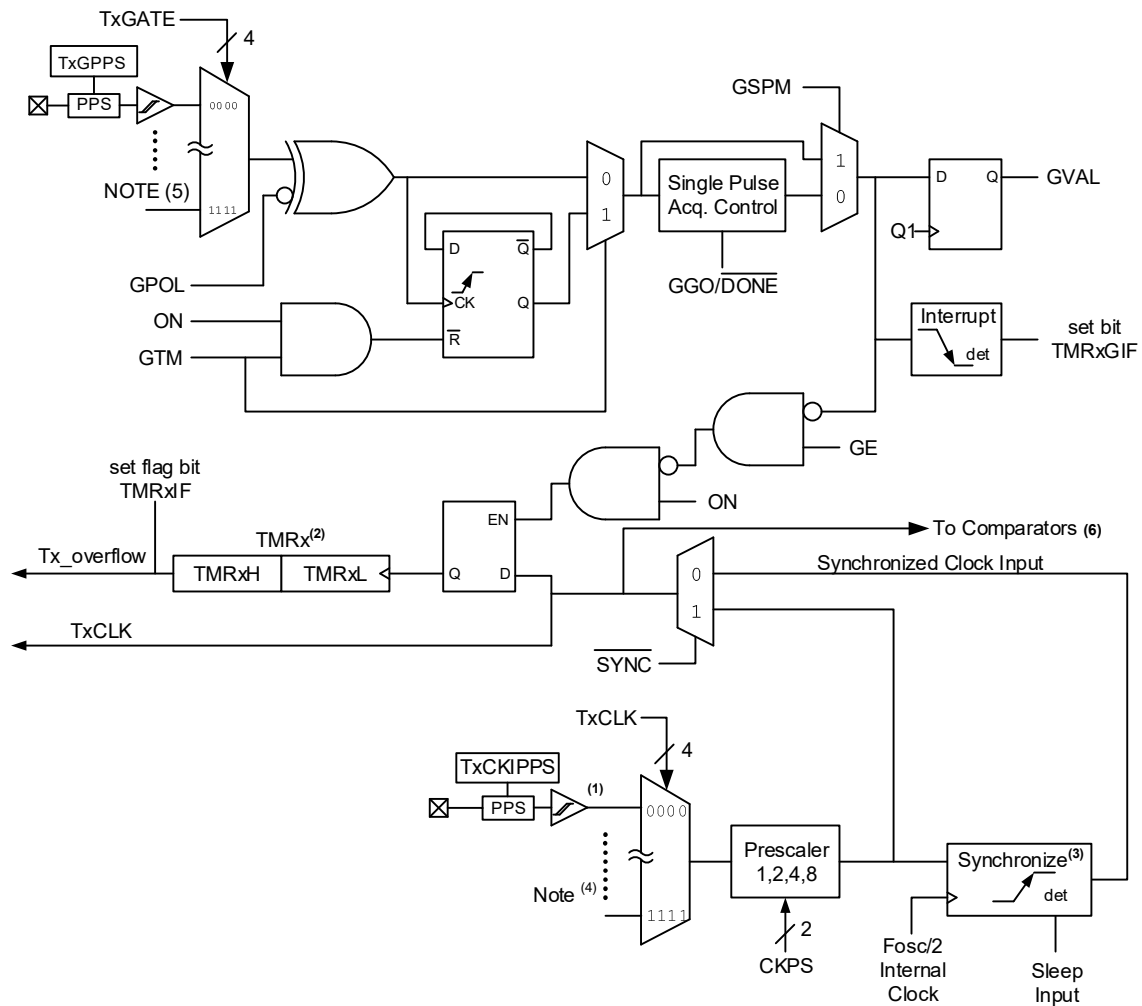 TxGATE
4
TxGPPS
PPS
0000
NOTE (5)
1111
GPOL
ON
GTM
D
Q
CK
Q
R
0
1
Single Pulse
Acq. Control
GGO/DONE
GSPM
1
0
D
Q
Q1
GVAL
Interrupt
det
set bit
TMRxGIF
GE
ON
set flag bit
TMRxIF
Tx_overflow
TMRx(2)
TMRxH
TMRxL
EN
Q
D
TxCLK
To Comparators (6)
0
1
Synchronized Clock Input
SYNC
TxCLK
4
TxCKIPPS
PPS
(1)
0000
Note (4)
1111
Prescaler
1,2,4,8
2
CKPS
Synchronize(3)
det
Fosc/2
Internal
Clock
Sleep
Input